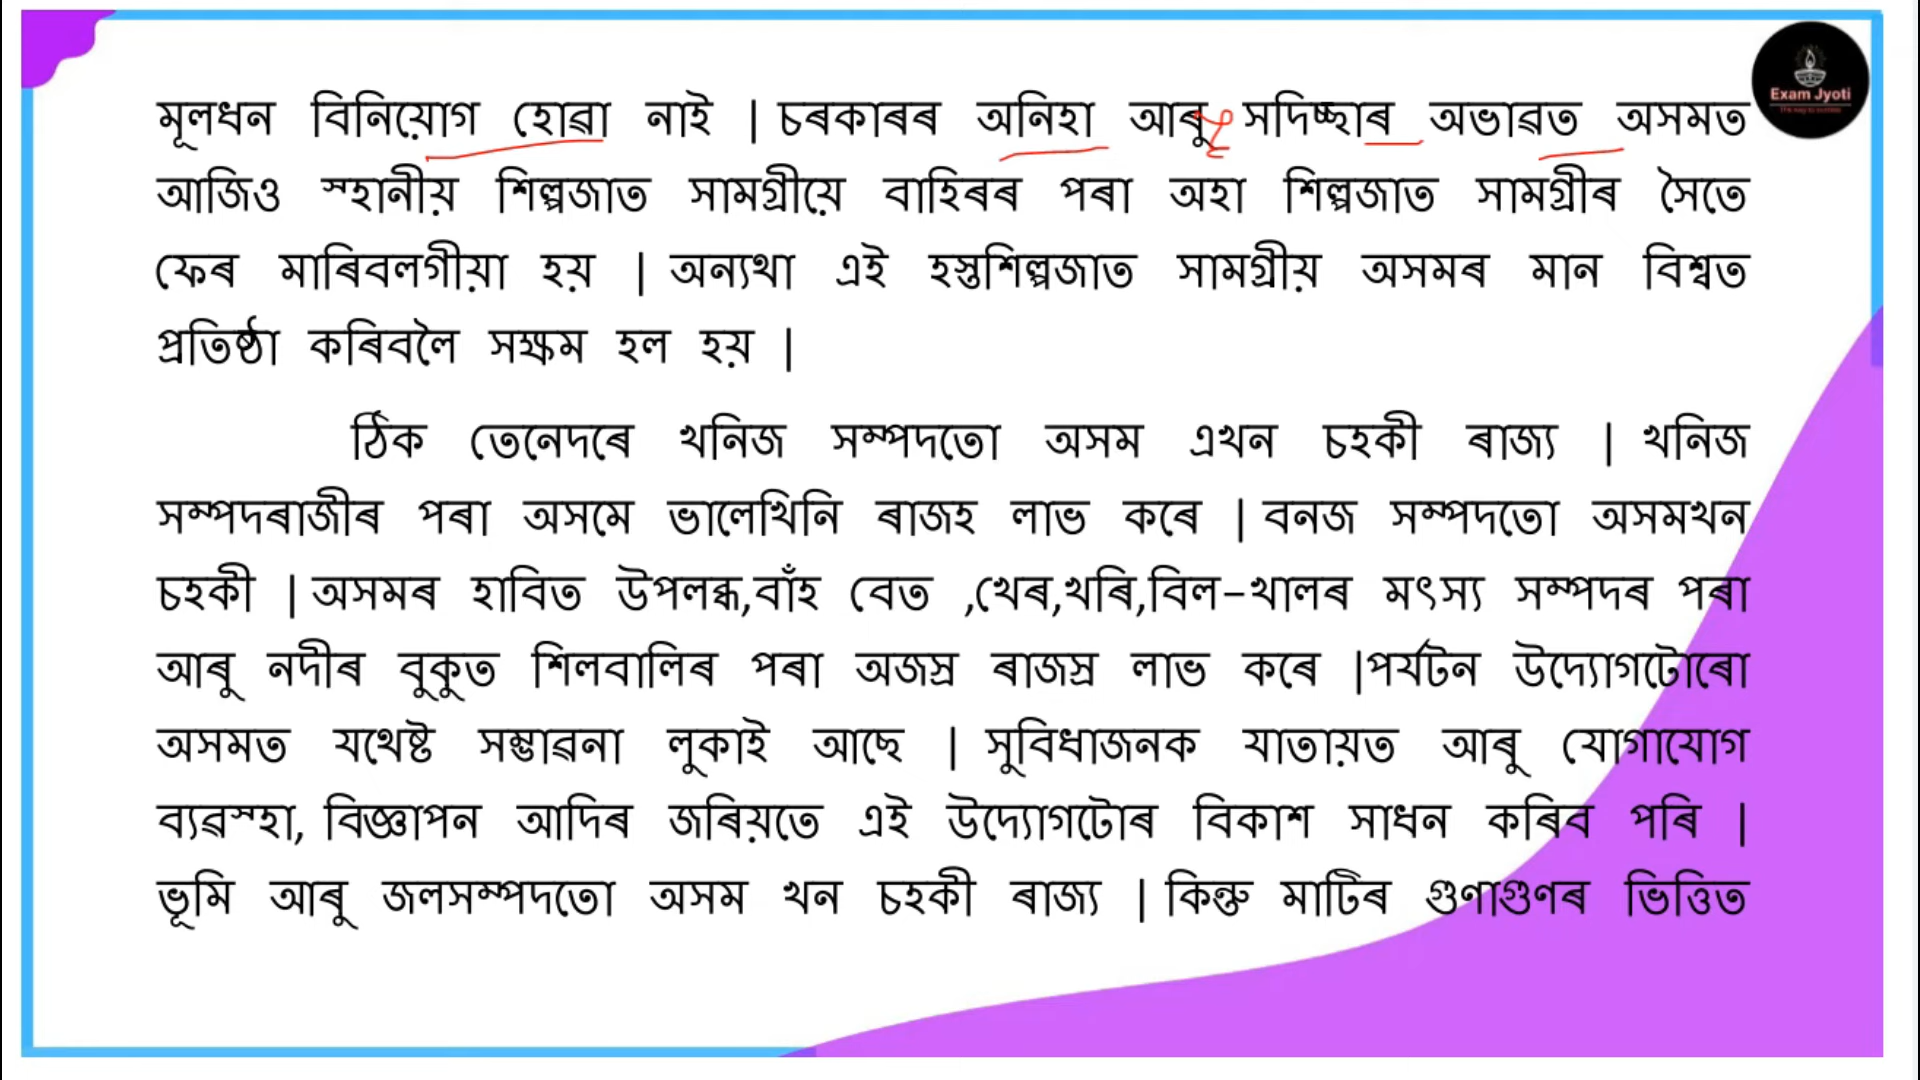 মূলধন বিনিয়োগ হোৱা নাই | চৰকাৰৰ অনিহা আৰু সদিচ্ছাৰ অভাৱত অসমত
আজিও স্হানীয় শিল্পজাত সামগ্ৰীয়ে বাহিৰৰ পৰা অহা শিল্পজাত সামগ্ৰীৰ সৈতে
ফেৰ মাৰিবলগীয়া হয় | অন্যথা এই হস্তশিল্পজাত সামগ্ৰীয় অসমৰ মান বিশ্বত
প্ৰতিষ্ঠা কৰিবলৈ সক্ষম হল হয় |
ঠিক তেনেদৰে খনিজ সম্পদতো অসম এখন চহকী ৰাজ্য | খনিজ
সম্পদৰাজীৰ পৰা অসমে ভালেখিনি ৰাজহ লাভ কৰে | বনজ সম্পদতো অসমখন
চহকী | অসমৰ হাবিত উপলব্ধ,বাঁহ বেত ,খেৰ,খৰি,বিল-খালৰ মৎস্য সম্পদৰ পৰা
আৰু নদীৰ বুকুত শিলবালিৰ পৰা অজস্ৰ ৰাজস্ৰ লাভ কৰে |পৰ্যটন উদ্যোগটোৰো
অসমত যথেষ্ট সম্ভাৱনা লুকাই আছে | সুবিধাজনক যাতায়ত আৰু যোগাযোগ
ব্যৱস্হা, বিজ্ঞাপন আদিৰ জৰিয়তে এই উদ্যোগটোৰ বিকাশ সাধন কৰিব পৰি |
ভূমি আৰু জলসম্পদতো অসম খন চহকী ৰাজ্য | কিন্তু মাটিৰ গুণাগুণৰ ভিত্তিত
Exam Jyoti